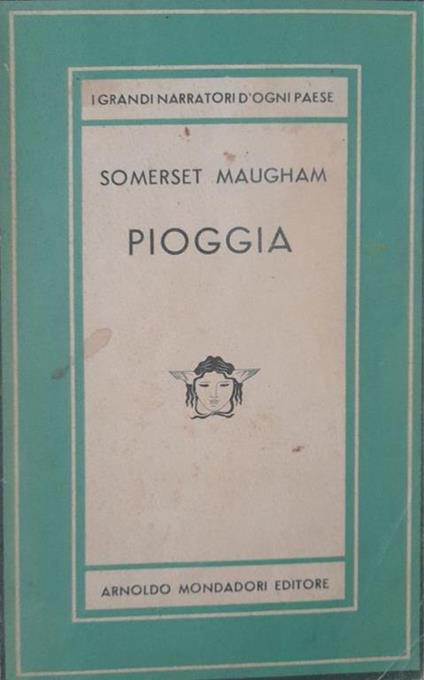 I GRANDI NARRATORI D'OGNI PAESE
SOMERSET MAUGHAM
PIOGGIA
ARNOLDO MONDADORI EDITORE